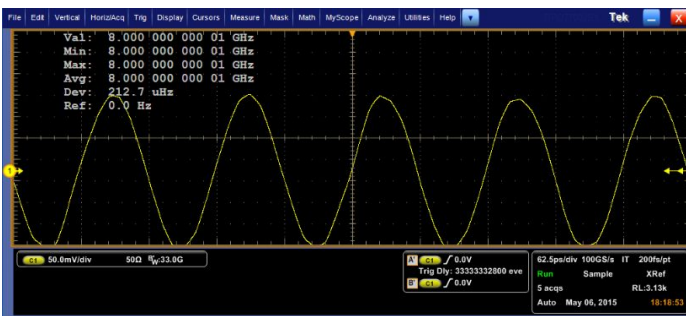 File Edit Vertical Horiz/Acq Trig Display Cursors Measure Mask Math MyScope Analyze Utilities Help Tek X
Val: 8.000 000 000 01 GHz
Min: 8.000 000 000 01 GHz
Max: 8.000 000 000 01 GHz
Avg: 8.000 000 000 01 GHz
Dev: 212.7 uHz
Ref: 0.0 Hz
1
C1 50.0mV/div 50Ω BW:33.0G
A' C1 0.0V
Trig Dly: 33333332800 eve
B' C1 0.0V
62.5ps/div 100GS/s IT 200fs/pt
Run Sample XRef
5 acqs RL:3.13k
Auto May 06, 2015 18:18:53